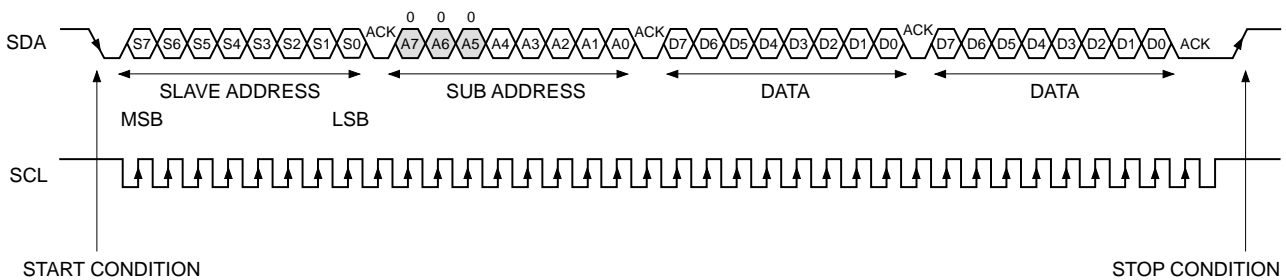 0 0 0
SDA S7 S6 S5 S4 S3 S2 S1 S0 ACK A7 A6 A5 A4 A3 A2 A1 A0 ACK D7 D6 D5 D4 D3 D2 D1 D0 ACK D7 D6 D5 D4 D3 D2 D1 D0 ACK
SLAVE ADDRESS SUB ADDRESS DATA DATA
MSB LSB
SCL
START CONDITION STOP CONDITION